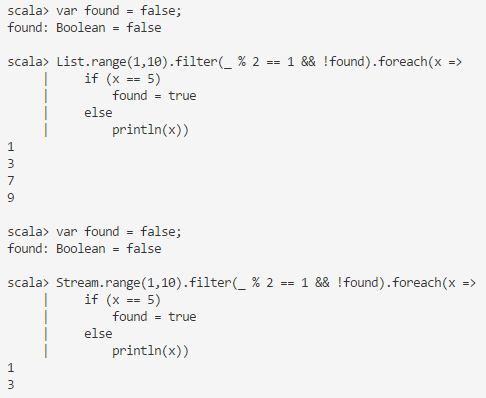 scala> var found = false;
found: Boolean = false
scala> List.range(1,10).filter(_ % 2 == 1 && !found).foreach(x =>
     |     if (x == 5)
     |         found = true
     |     else
     |         println(x))
1
3
7
9
scala> var found = false;
found: Boolean = false
scala> Stream.range(1,10).filter(_ % 2 == 1 && !found).foreach(x =>
     |     if (x == 5)
     |         found = true
     |     else
     |         println(x))
1
3